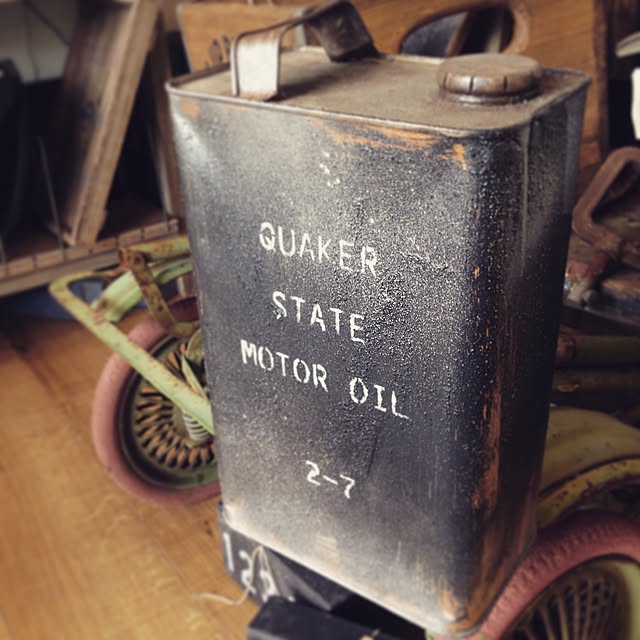 QUAKER
STATE
MOTOR OIL
2-7